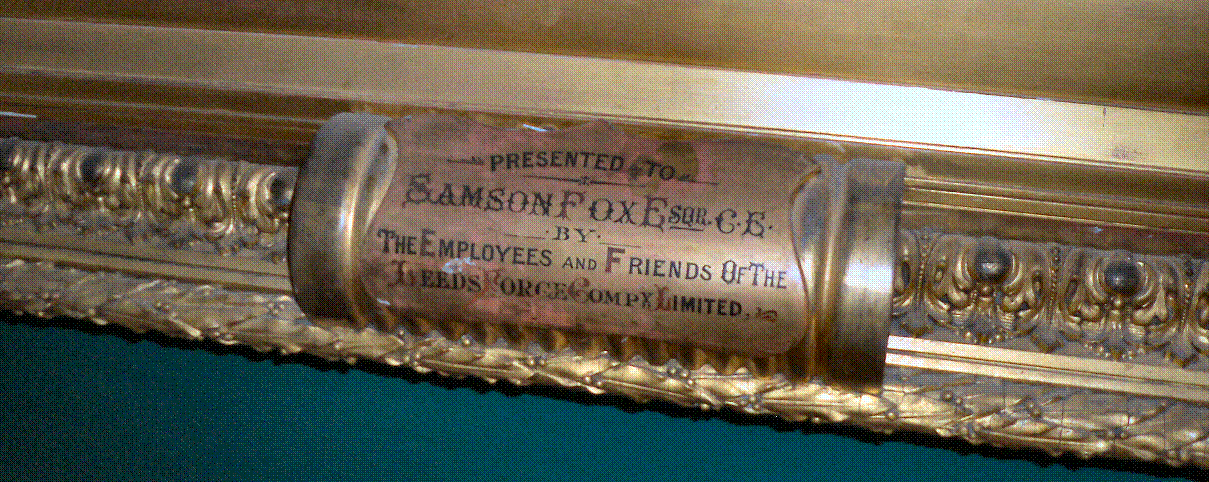 PRESENTED TO
SAMSON FOX ESQR. C.E.
BY
THE EMPLOYEES AND FRIENDS OF THE
LEEDS FORGE COMPY. LIMITED.